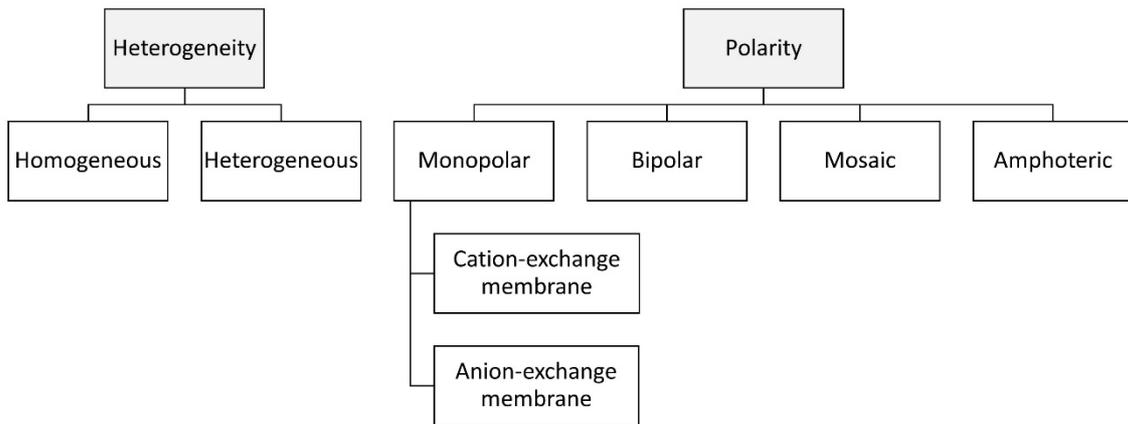 Heterogeneity
Polarity
Homogeneous
Heterogeneous
Monopolar
Bipolar
Mosaic
Amphoteric
Cation-exchange
membrane
Anion-exchange
membrane